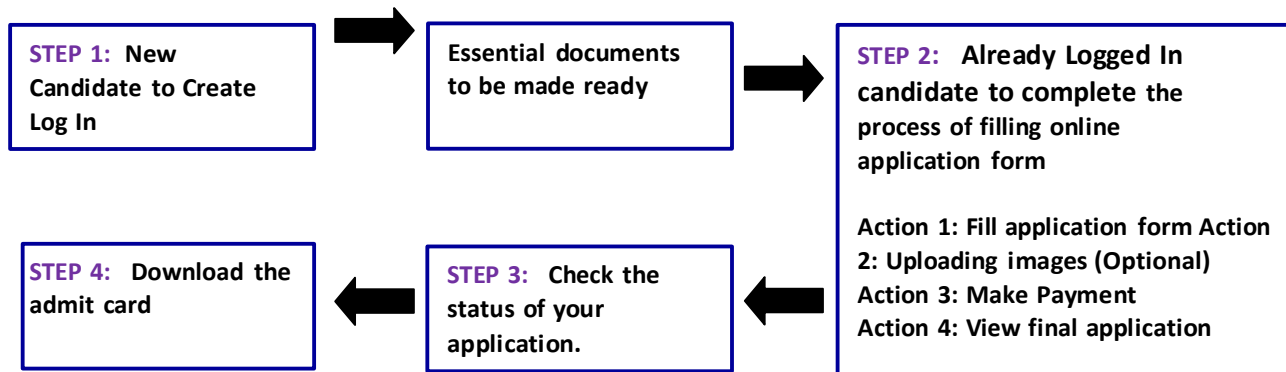 STEP 1: New
Candidate to Create
Log In
Essential documents
to be made ready
STEP 2: Already Logged In
candidate to complete the
process of filling online
application form
Action 1: Fill application form Action
2: Uploading images (Optional)
Action 3: Make Payment
Action 4: View final application
STEP 3: Check the
status of your
application.
STEP 4: Download the
admit card